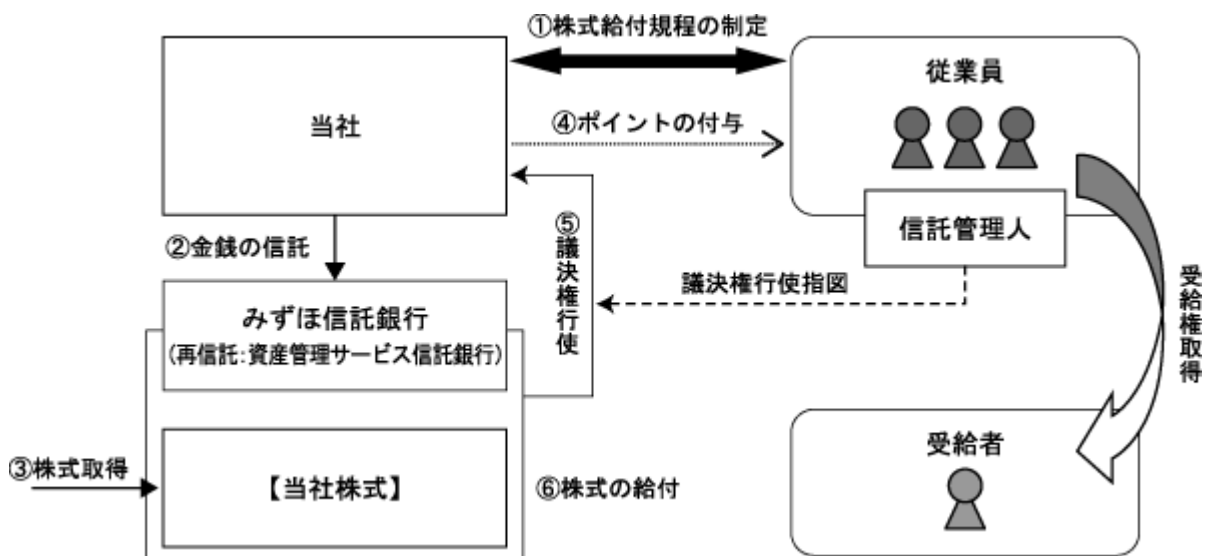 ①株式給付規程の制定
当社
従業員
④ポイントの付与
信託管理人
②金銭の信託
⑤議決権行使
議決権行使指図
受給権取得
みずほ信託銀行
(再信託:資産管理サービス信託銀行)
③株式取得
【当社株式】
⑥株式の給付
受給者